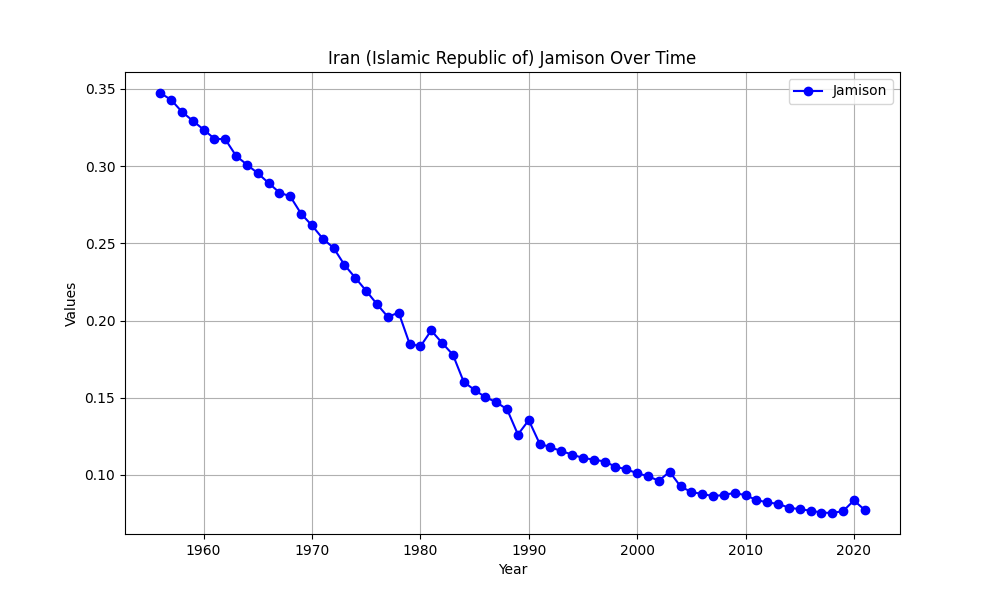 Iran (Islamic Republic of) Jamison Over Time
Jamison
0.35
0.30
0.25
0.20
0.15
0.10
Values
1960 1970 1980 1990 2000 2010 2020
Year